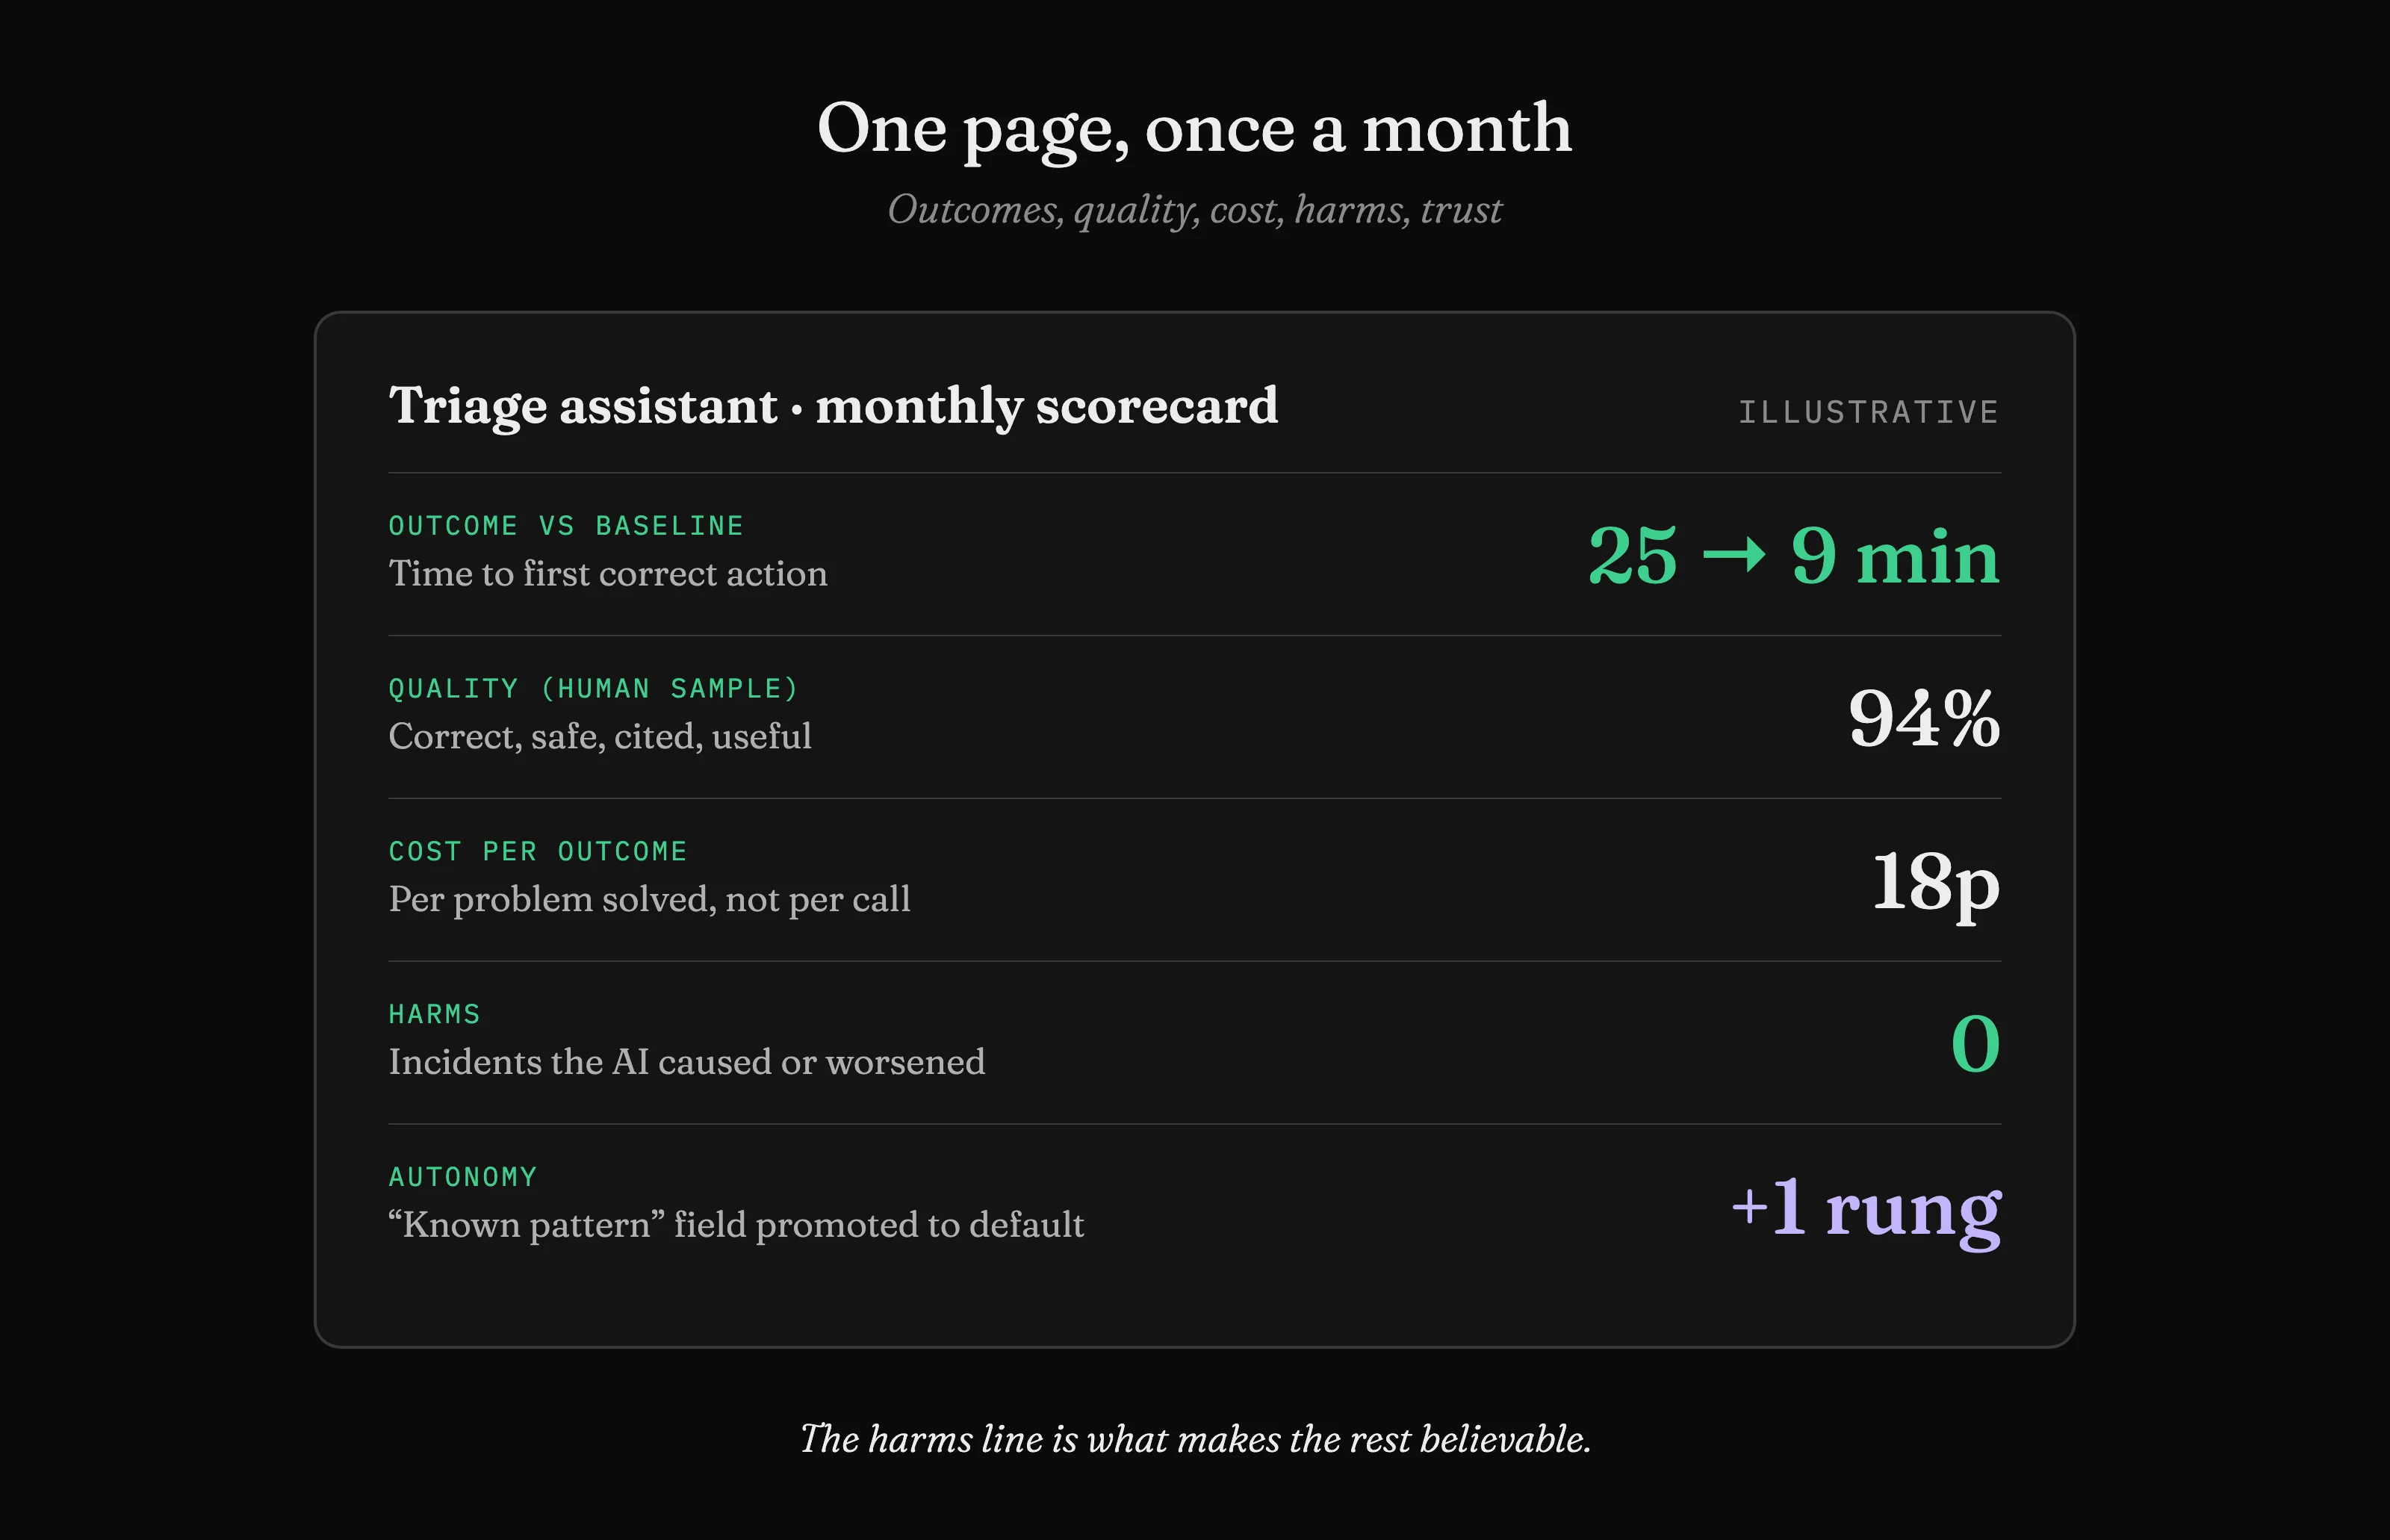 One page, once a month
Outcomes, quality, cost, harms, trust
Triage assistant · monthly scorecard
ILLUSTRATIVE
OUTCOME VS BASELINE
Time to first correct action
25 → 9 min
QUALITY (HUMAN SAMPLE)
Correct, safe, cited, useful
94%
COST PER OUTCOME
Per problem solved, not per call
18p
HARMS
Incidents the AI caused or worsened
0
AUTONOMY
“Known pattern” field promoted to default
+1 rung
The harms line is what makes the rest believable.